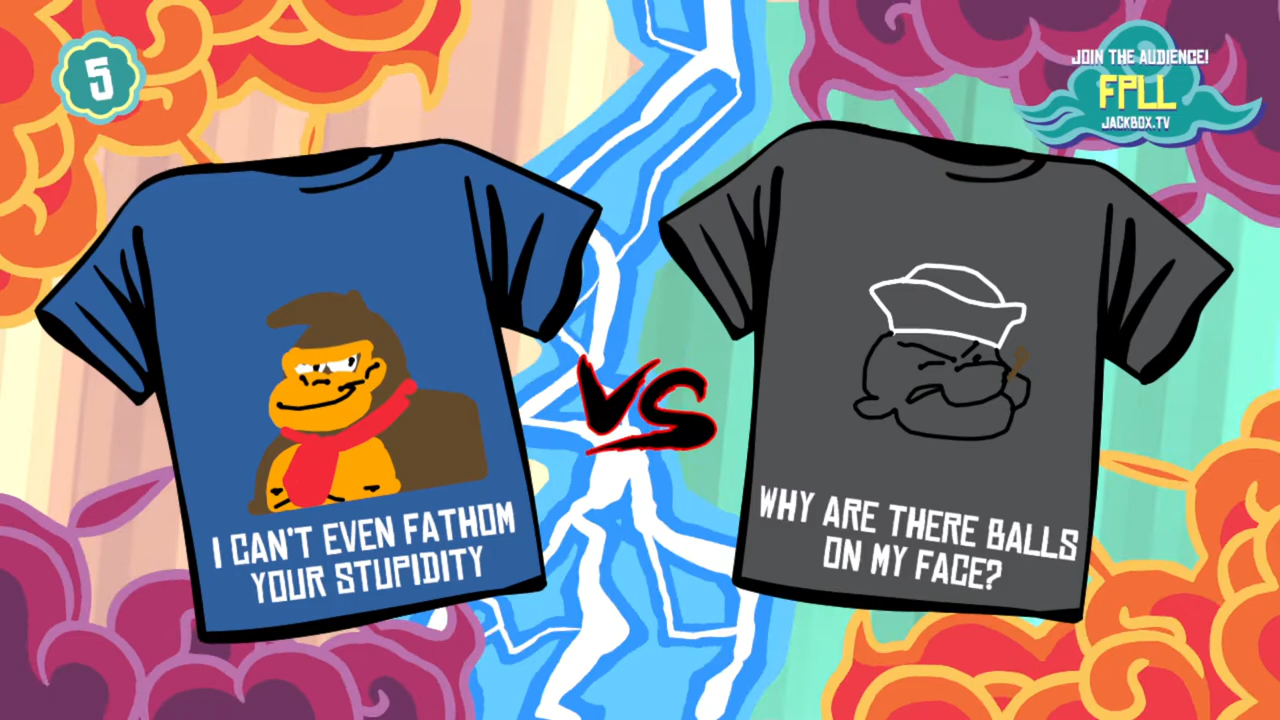 5
JOIN THE AUDIENCE!
FPLL
JACKBOX.TV
VS
I CAN'T EVEN FATHOM
YOUR STUPIDITY
WHY ARE THERE BALLS
ON MY FACE?